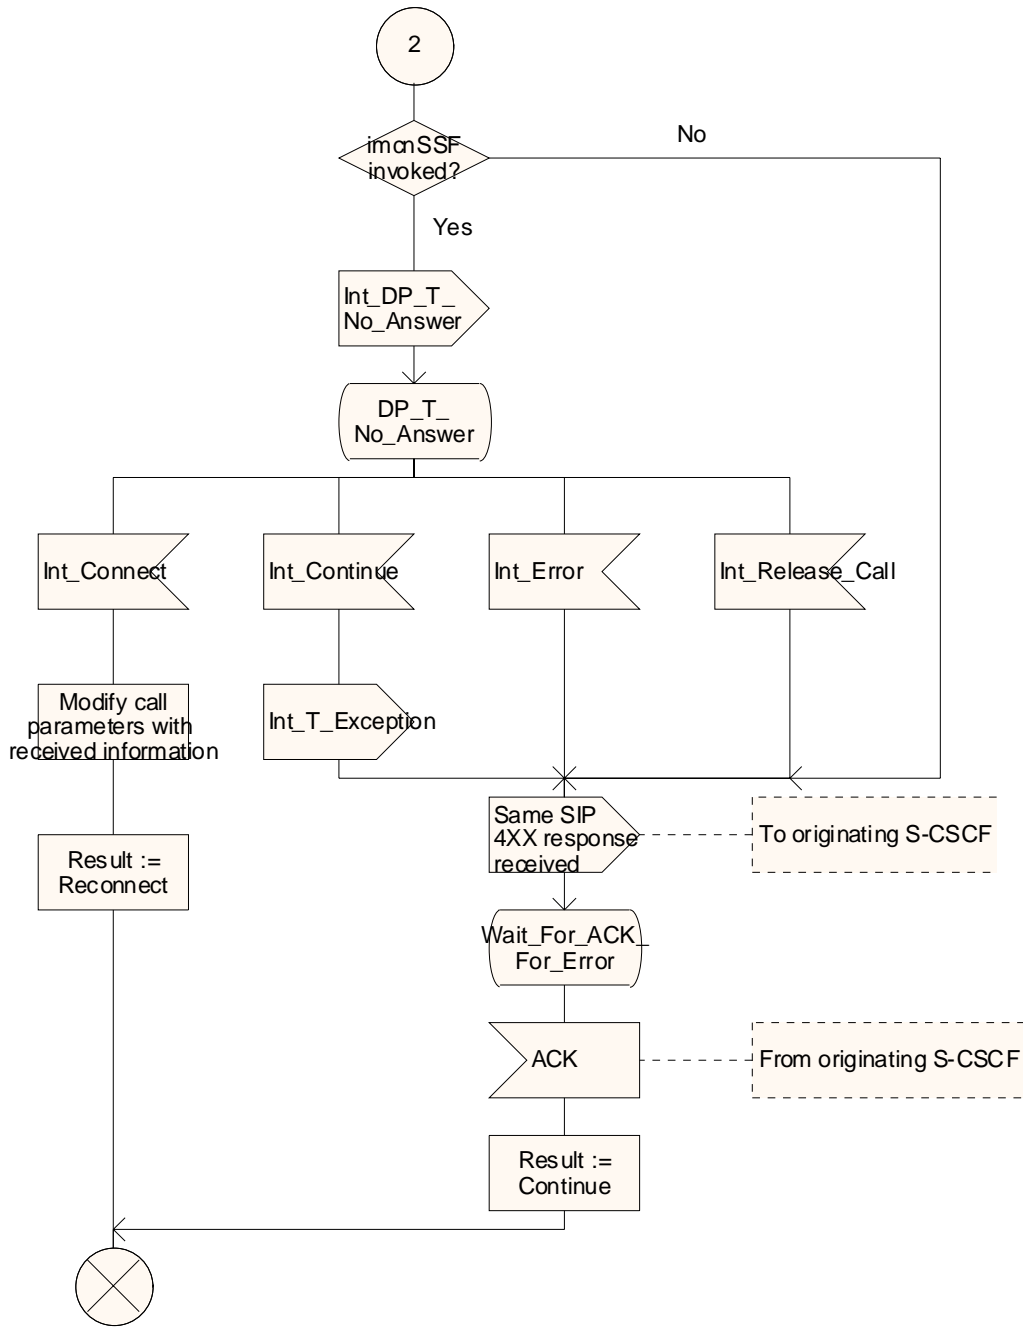 2
imcnSSF
invoked?
No
Yes
Int_DP_T_
No_Answer
DP_T_
No_Answer
Int_Connect
Int_Continue
Int_Error
Int_Release_Call
Modify call
parameters with
received information
Int_T_Exception
Same SIP
4XX response
received
To originating S-CSCF
Result :=
Reconnect
Wait_For_ACK_
For_Error
ACK
From originating S-CSCF
Result :=
Continue